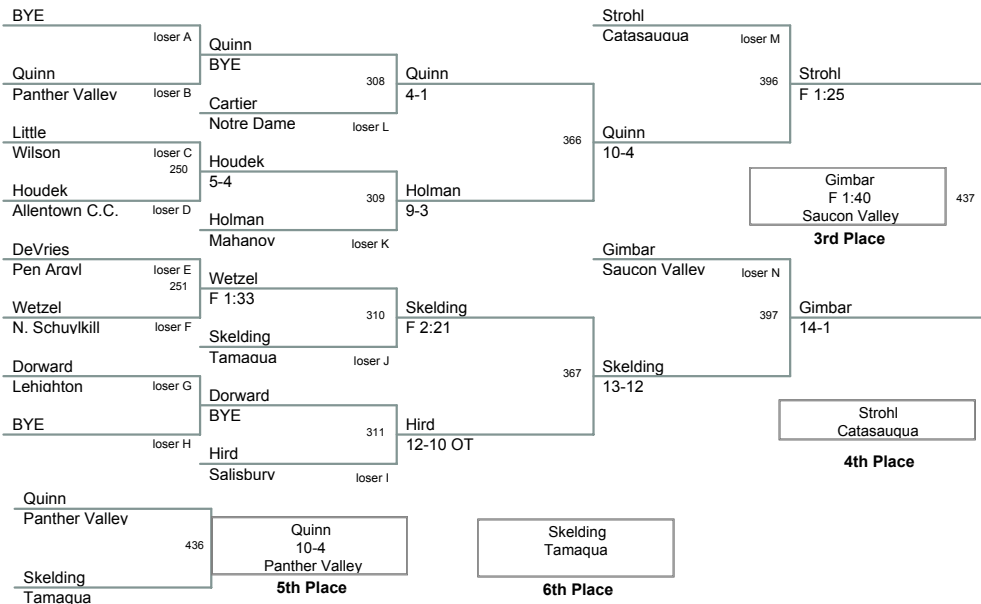 BYE
loser A
Quinn
Panther Valley
loser B
Little
Wilson
loser C
250
Houdek
Allentown C.C.
loser D
DeVries
Pen Argyl
loser E
251
Wetzel
N. Schuylkill
loser F
Dorward
Lehighton
loser G
BYE
loser H
Quinn
BYE
308
Cartier
Notre Dame
loser L
Houdek
5-4
309
Holman
Mahanoy
loser K
Wetzel
F 1:33
310
Skelding
Tamaqua
loser J
Dorward
BYE
311
Hird
Salisbury
loser I
Quinn
4-1
366
Holman
9-3
Skelding
F 2:21
367
Hird
12-10 OT
Strohl
Catasauqua
loser M
396
Quinn
10-4
Gimbar
Saucon Valley
loser N
397
Skelding
13-12
Strohl
F 1:25
Gimbar
F 1:40
Saucon Valley
437
3rd Place
Gimbar
14-1
Strohl
Catasauqua
4th Place
Quinn
Panther Valley
436
Skelding
Tamaqua
Quinn
10-4
Panther Valley
5th Place
Skelding
Tamaqua
6th Place